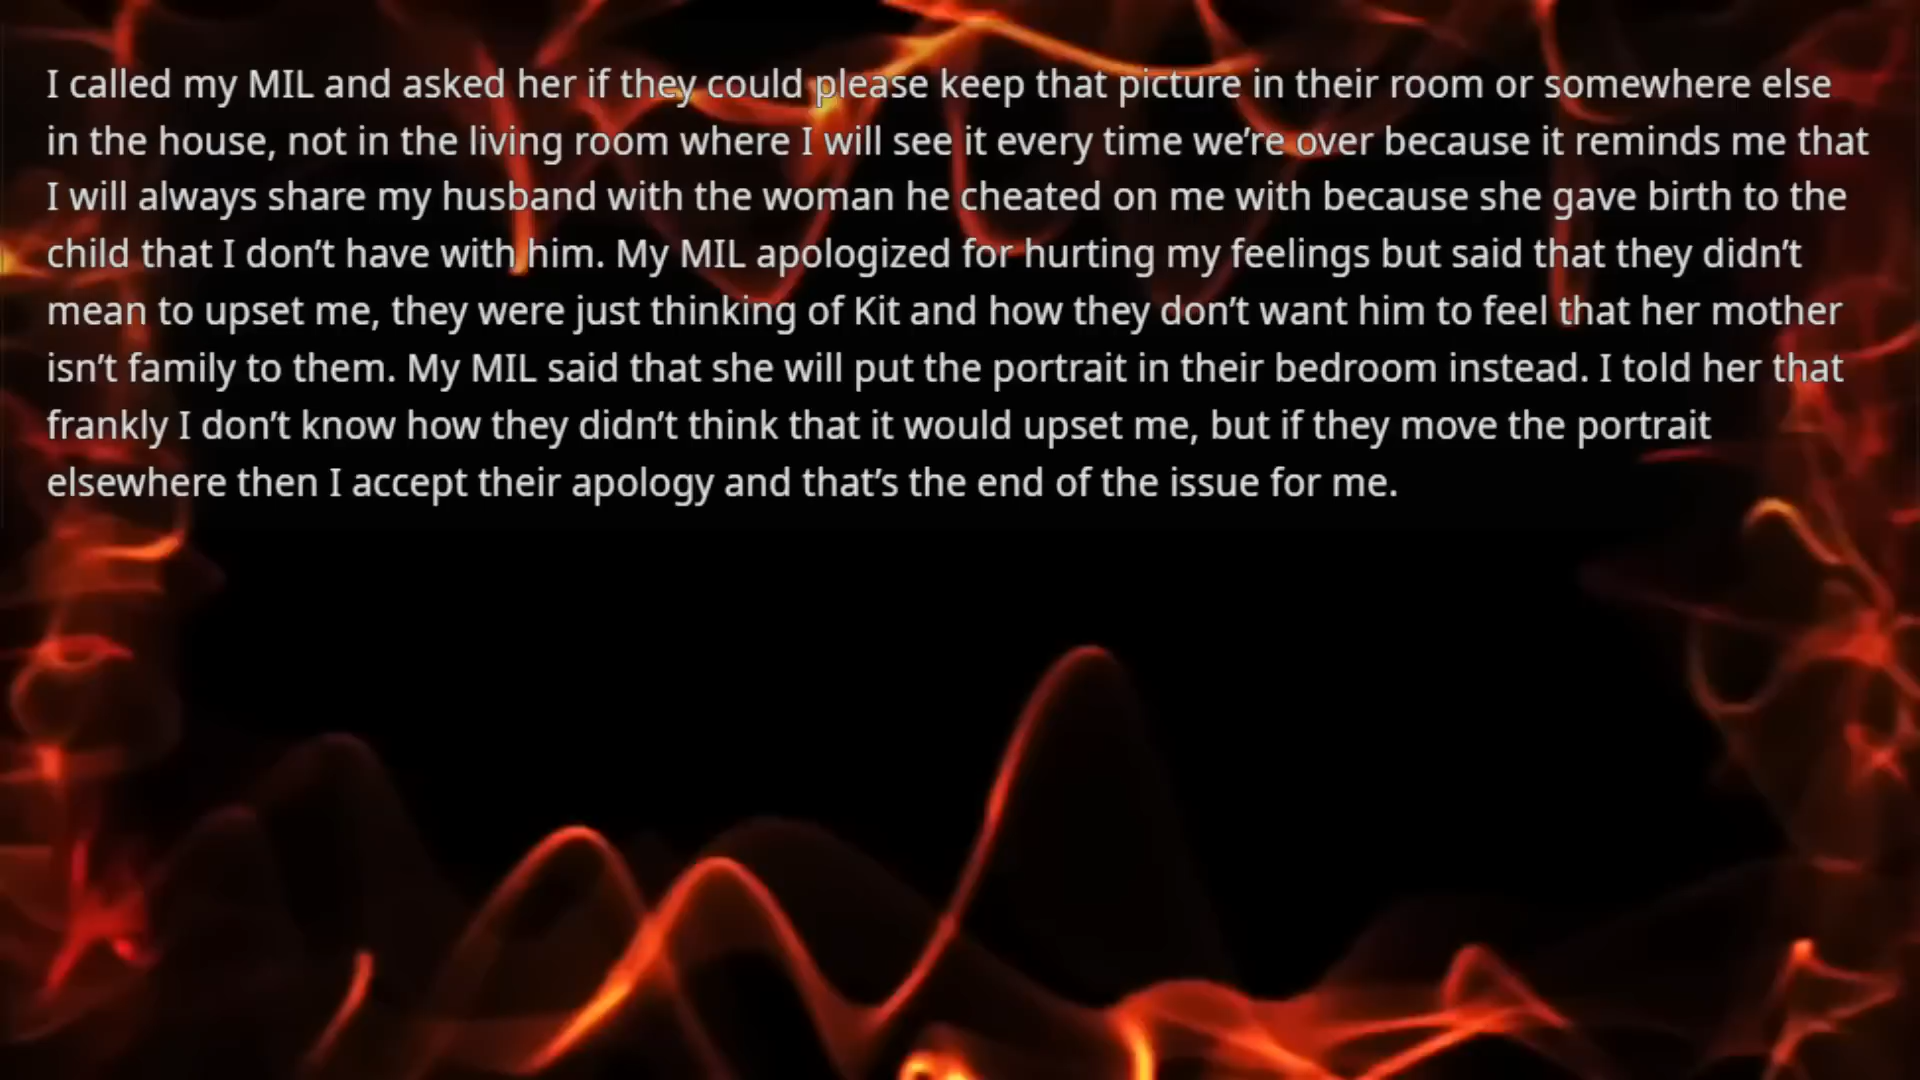 I called my MIL and asked her if they could please keep that picture in their room or somewhere else
in the house, not in the living room where I will see it every time we’re over because it reminds me that
I will always share my husband with the woman he cheated on me with because she gave birth to the
child that I don’t have with him. My MIL apologized for hurting my feelings but said that they didn’t
mean to upset me, they were just thinking of Kit and how they don’t want him to feel that her mother
isn’t family to them. My MIL said that she will put the portrait in their bedroom instead. I told her that
frankly I don’t know how they didn’t think that it would upset me, but if they move the portrait
elsewhere then I accept their apology and that’s the end of the issue for me.